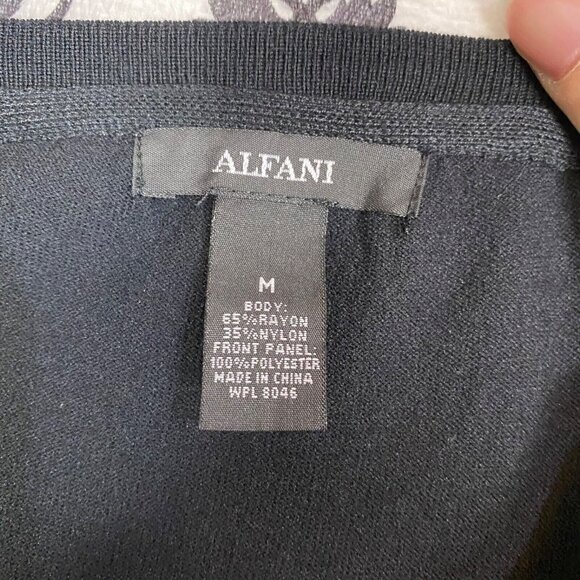 ALFANI
M
BODY:
65%RAYON
35%NYLON
FRONT PANEL:
100%POLYESTER
MADE IN CHINA
WPL 8046